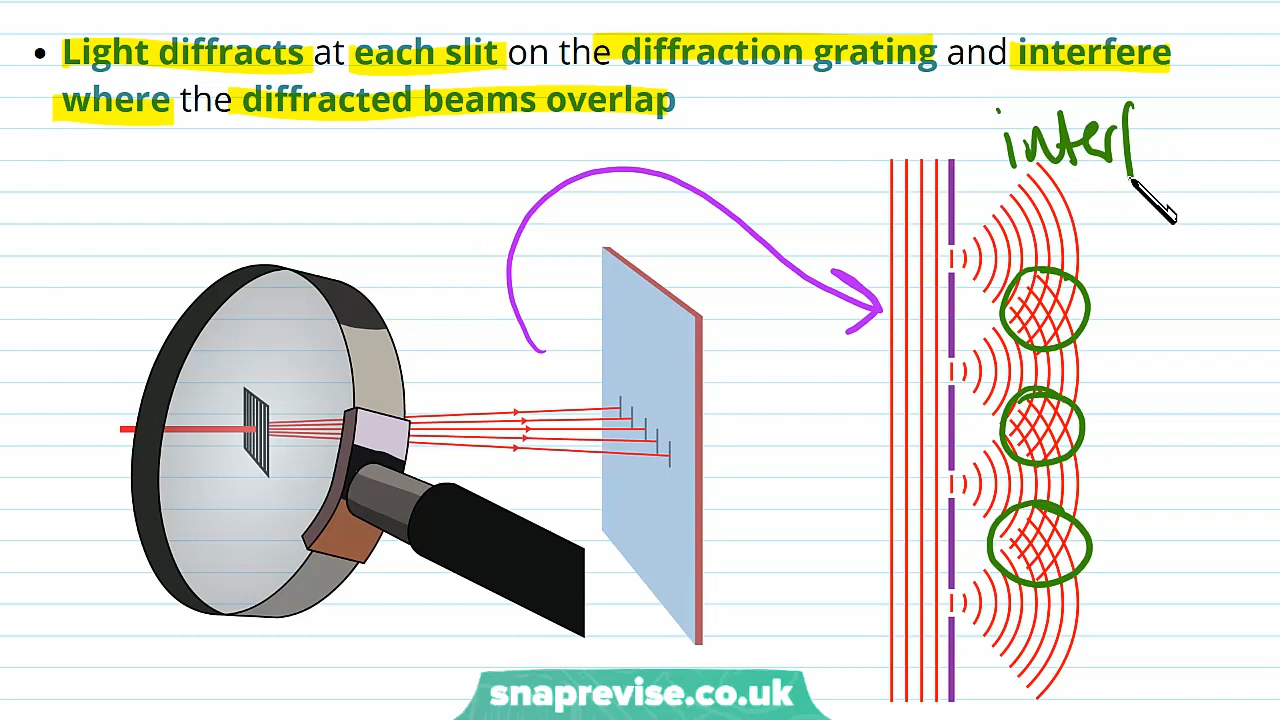 • Light diffracts at each slit on the diffraction grating and interfere
where the diffracted beams overlap
interf
snaprevise.co.uk